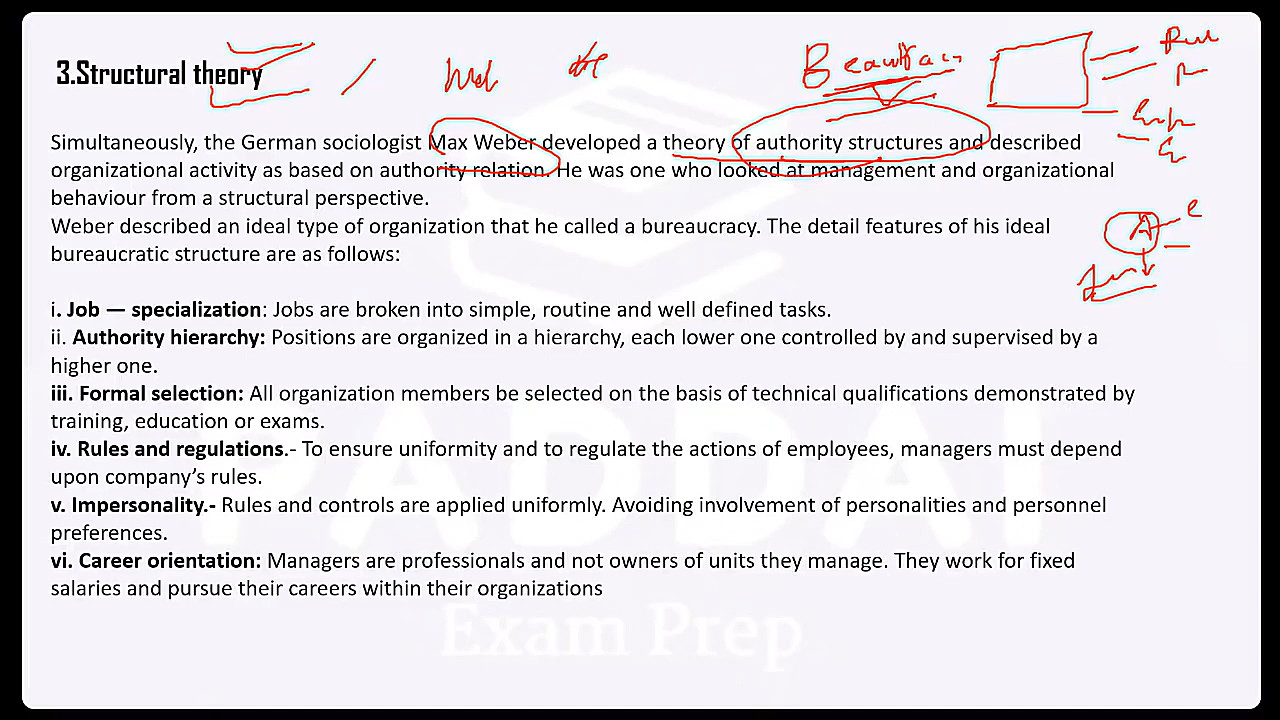 3.Structural theory
Simultaneously, the German sociologist Max Weber developed a theory of authority structures and described
organizational activity as based on authority relation. He was one who looked at management and organizational
behaviour from a structural perspective.
Weber described an ideal type of organization that he called a bureaucracy. The detail features of his ideal
bureaucratic structure are as follows:
i. Job — specialization: Jobs are broken into simple, routine and well defined tasks.
ii. Authority hierarchy: Positions are organized in a hierarchy, each lower one controlled by and supervised by a
higher one.
iii. Formal selection: All organization members be selected on the basis of technical qualifications demonstrated by
training, education or exams.
iv. Rules and regulations.- To ensure uniformity and to regulate the actions of employees, managers must depend
upon company's rules.
v. Impersonality.- Rules and controls are applied uniformly. Avoiding involvement of personalities and personnel
preferences.
vi. Career orientation: Managers are professionals and not owners of units they manage. They work for fixed
salaries and pursue their careers within their organizations
Exam Prep